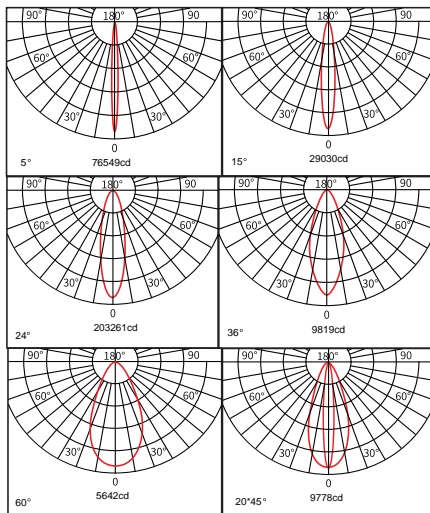 90° 180° 90°
60° 60°
30° 30°
0
5° 76549cd
90° 180° 90°
60° 60°
30° 30°
0
15° 29030cd
90° 180° 90
60° 60°
30° 30°
0
24° 203261cd
90° 180° 90
60° 60°
30° 30°
0
36° 9819cd
90° 180° 90
60° 60°
30° 30°
0
60° 5642cd
90° 180° 90
60° 60°
30° 30°
0
20*45° 9778cd